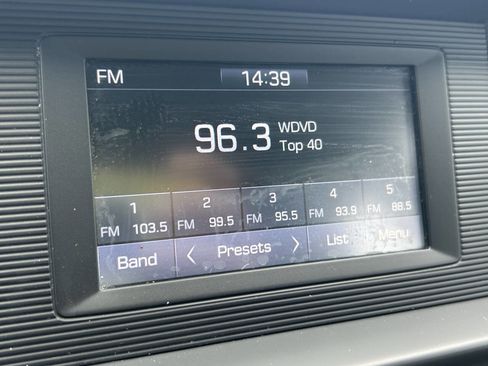 FM 14:39
96.3 WDVD
Top 40
1 2 3 4 5
FM 103.5 FM 99.5 FM 95.5 FM 93.9 FM 88.5
Band < Presets > List Menu